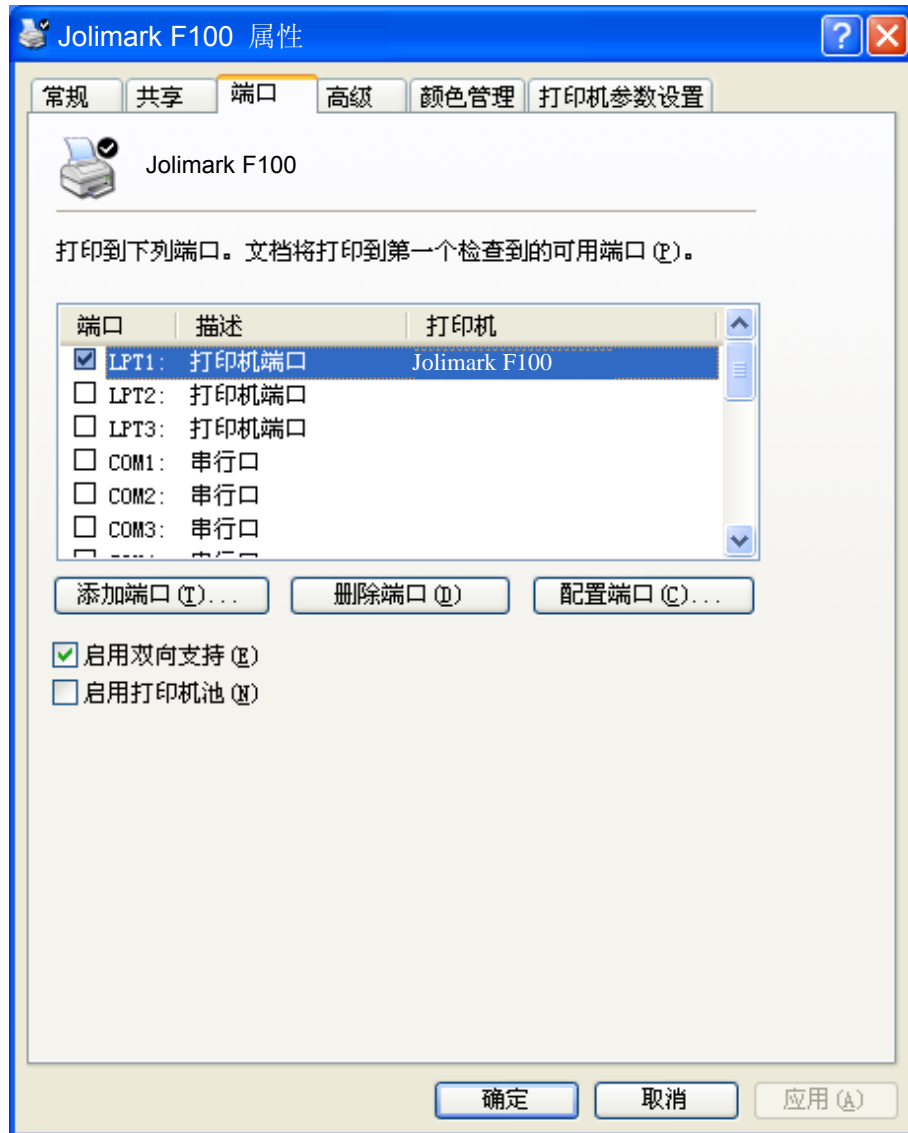 Jolimark F100 属性
常规 共享 端口 高级 颜色管理 打印机参数设置
Jolimark F100
打印到下列端口。文档将打印到第一个检查到的可用端口(P)。
端口 描述 打印机
LPT1: 打印机端口 Jolimark F100
LPT2: 打印机端口
LPT3: 打印机端口
COM1: 串行口
COM2: 串行口
COM3: 串行口
添加端口(T)... 删除端口(D) 配置端口(C)...
启用双向支持(E)
启用打印机池(N)
确定 取消 应用(A)